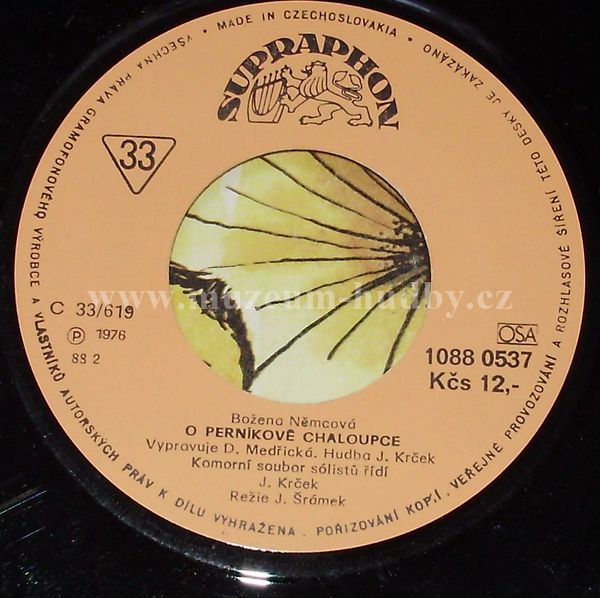 VŠECHNA PRÁVA GRAMOFONOVÉHO VÝROBCE A VLASTNÍKŮ AUTORSKÝCH PRÁV K DÍLU VYHRAŽENA . POŘIZOVÁNÍ KOPIÍ, VEŘEJNÉ PROVOZOVÁNÍ A ROZHLASOVÉ ŠÍŘENÍ TÉTO DESKY JE ZAKÁZÁNO • MADE IN CZECHOSLOVAKIA •
SUPRAPHON
33
www.muzeum-hudby.cz
C 33/619
P 1976
88 2
OSA
1088 0537
Kčs 12,-
Božena Němcová
O PERNÍKOVÉ CHALOUPCE
Vypravuje D. Medřická. Hudba J. Krček
Komorní soubor sólistů řídí
J. Krček
Režie J. Šrámek